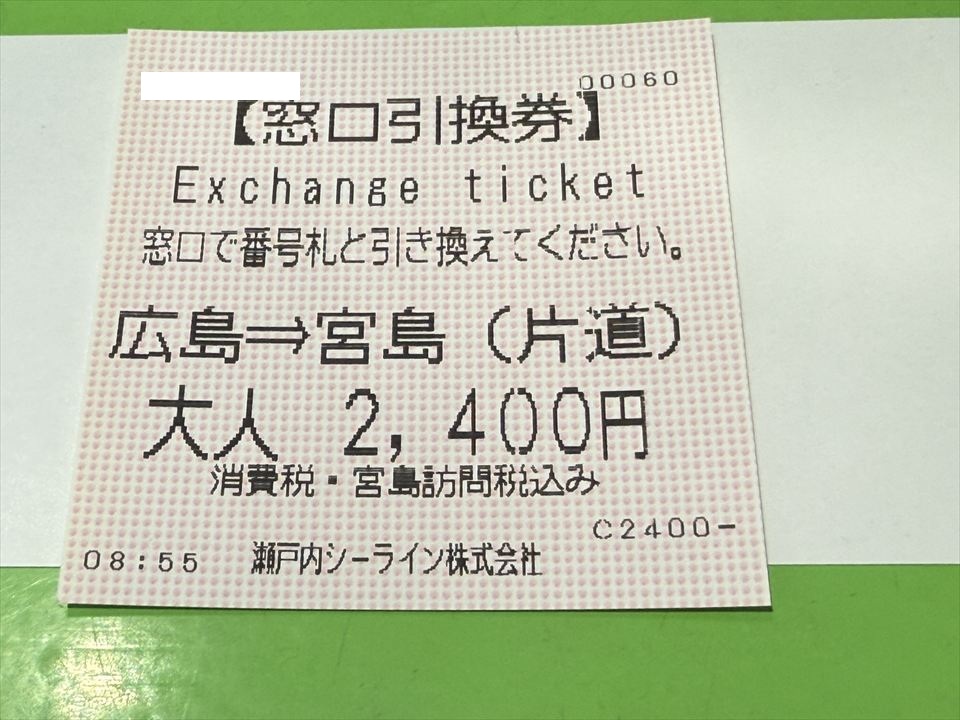 00060
【窓口引換券】
Exchange ticket
窓口で番号札と引き換えてください。
広島⇒宮島（片道）
大人 2,400円
消費税・宮島訪問税込み
C2400-
08:55 瀬戸内シーライン株式会社